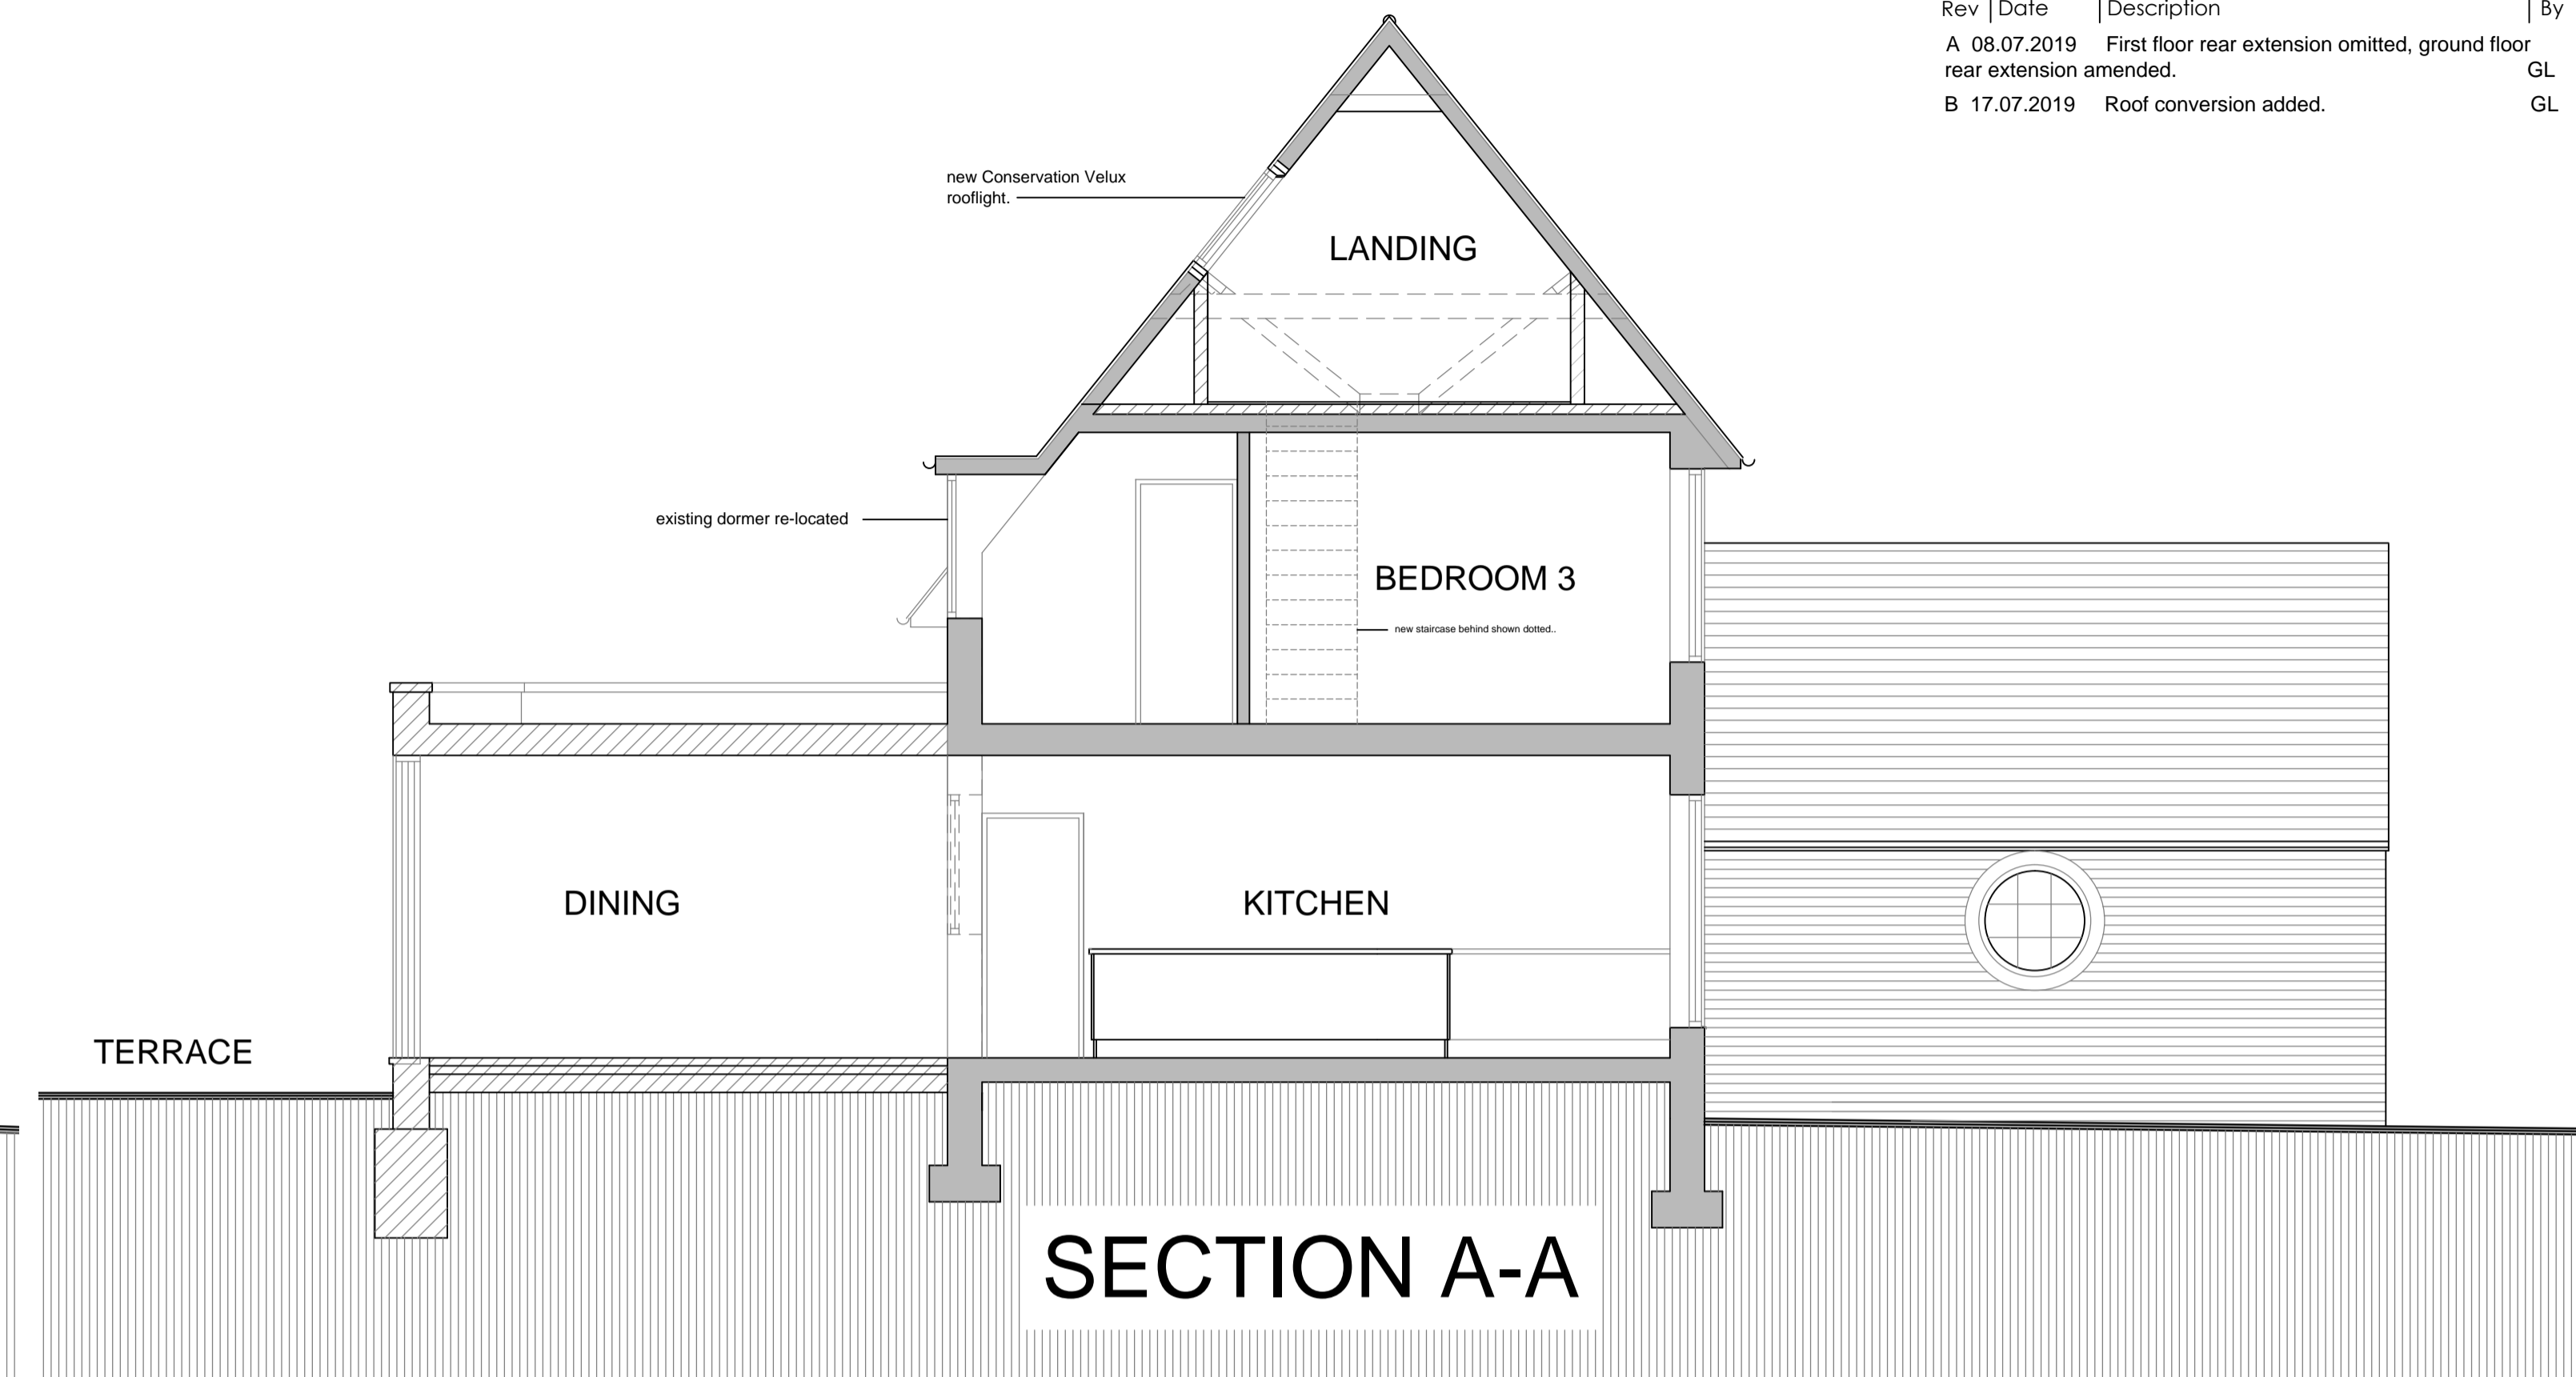 Rev | Date | Description | By
A 08.07.2019 First floor rear extension omitted, ground floor
rear extension amended. GL
B 17.07.2019 Roof conversion added. GL
new Conservation Velux
rooflight.
LANDING
existing dormer re-located
BEDROOM 3
new staircase behind shown dotted..
DINING
KITCHEN
TERRACE
SECTION A-A